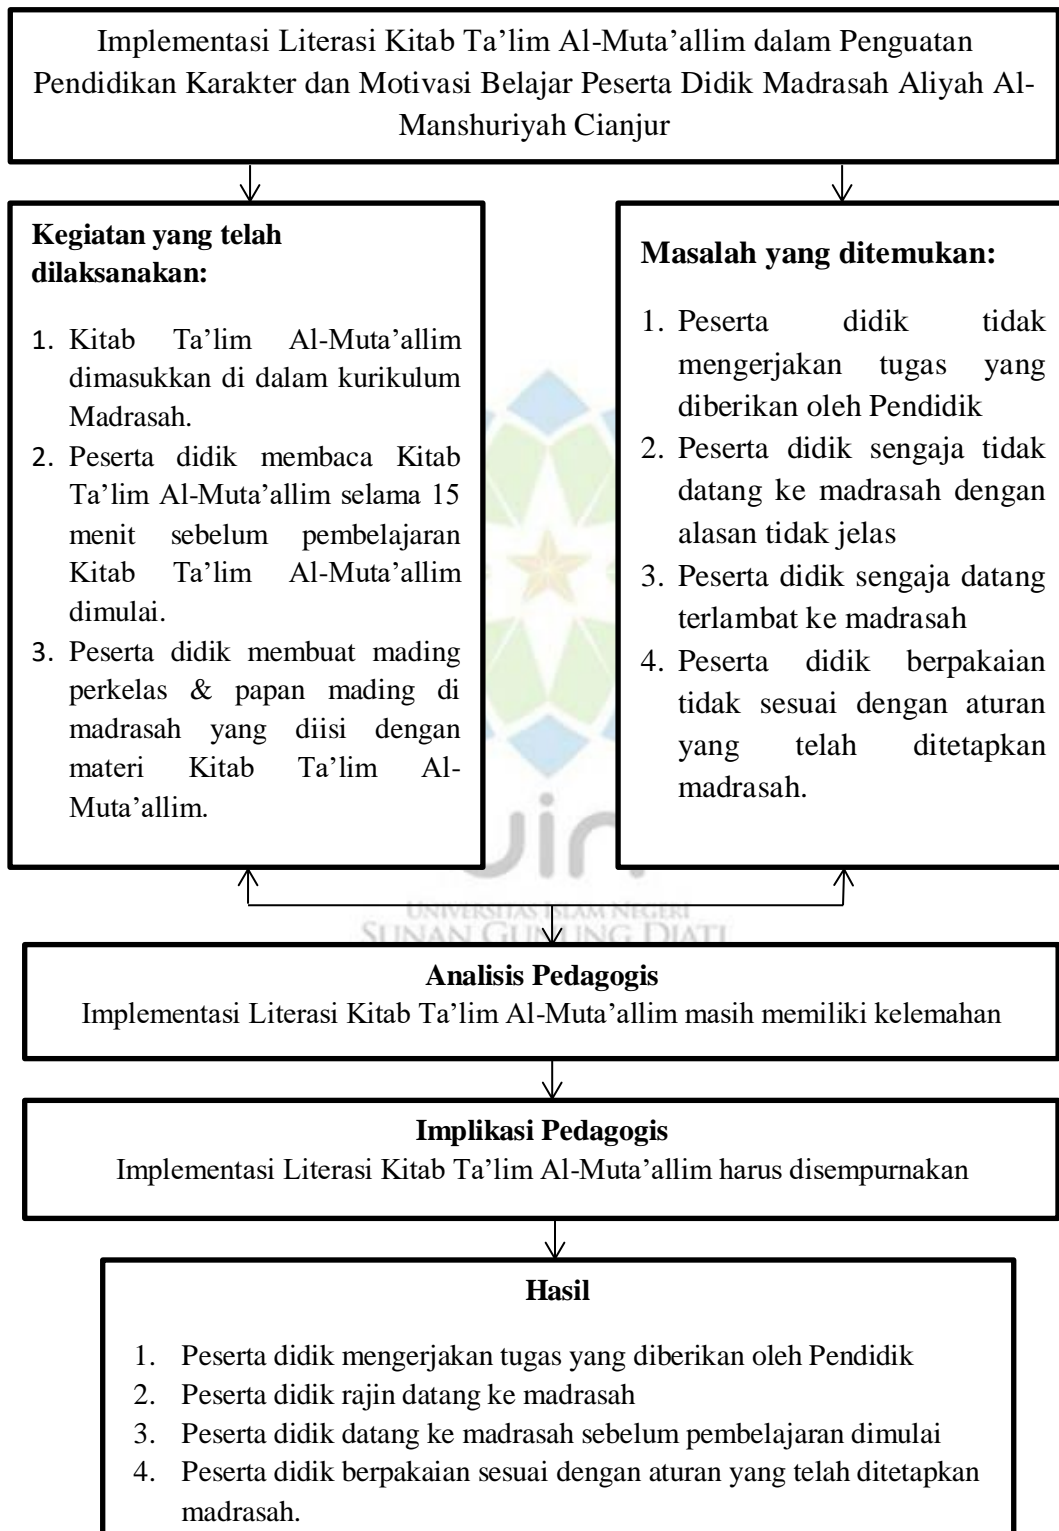 Implementasi Literasi Kitab Ta’lim Al-Muta’allim dalam Penguatan
Pendidikan Karakter dan Motivasi Belajar Peserta Didik Madrasah Aliyah Al-
Manshuriyah Cianjur
Kegiatan yang telah
dilaksanakan:
1. Kitab Ta’lim Al-Muta’allim
dimasukkan di dalam kurikulum
Madrasah.
2. Peserta didik membaca Kitab
Ta’lim Al-Muta’allim selama 15
menit sebelum pembelajaran
Kitab Ta’lim Al-Muta’allim
dimulai.
3. Peserta didik membuat mading
perkelas & papan mading di
madrasah yang diisi dengan
materi Kitab Ta’lim Al-
Muta’allim.
Masalah yang ditemukan:
1. Peserta didik tidak
mengerjakan tugas yang
diberikan oleh Pendidik
2. Peserta didik sengaja tidak
datang ke madrasah dengan
alasan tidak jelas
3. Peserta didik sengaja datang
terlambat ke madrasah
4. Peserta didik berpakaian
tidak sesuai dengan aturan
yang telah ditetapkan
madrasah.
uin
UNIVERSITAS ISLAM NEGERI
SUNAN GUNUNG DJATI
Analisis Pedagogis
Implementasi Literasi Kitab Ta’lim Al-Muta’allim masih memiliki kelemahan
Implikasi Pedagogis
Implementasi Literasi Kitab Ta’lim Al-Muta’allim harus disempurnakan
Hasil
1. Peserta didik mengerjakan tugas yang diberikan oleh Pendidik
2. Peserta didik rajin datang ke madrasah
3. Peserta didik datang ke madrasah sebelum pembelajaran dimulai
4. Peserta didik berpakaian sesuai dengan aturan yang telah ditetapkan
madrasah.